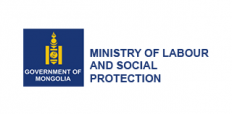 GOVERNMENT OF
MONGOLIA
MINISTRY OF LABOUR
AND SOCIAL
PROTECTION